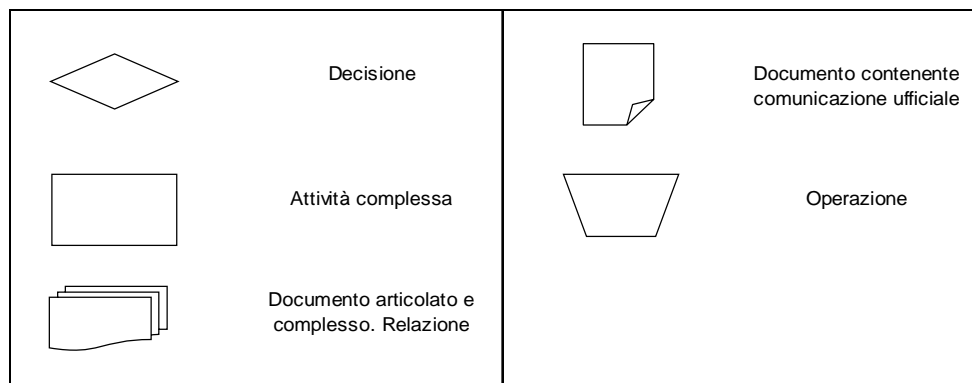 Decisione
Attività complessa
Documento articolato e
complesso. Relazione
Documento contenente
comunicazione ufficiale
Operazione